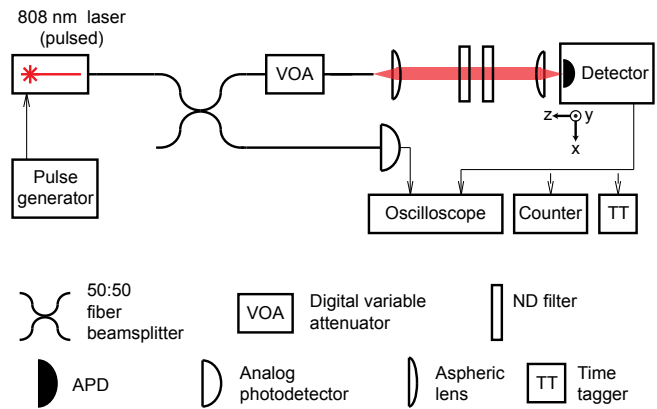 808 nm laser
(pulsed)
VOA
Detector
z
y
x
Pulse
generator
Oscilloscope
Counter
TT
50:50
fiber
beamsplitter
VOA
Digital variable
attenuator
ND filter
APD
Analog
photodetector
Aspheric
lens
TT
Time
tagger